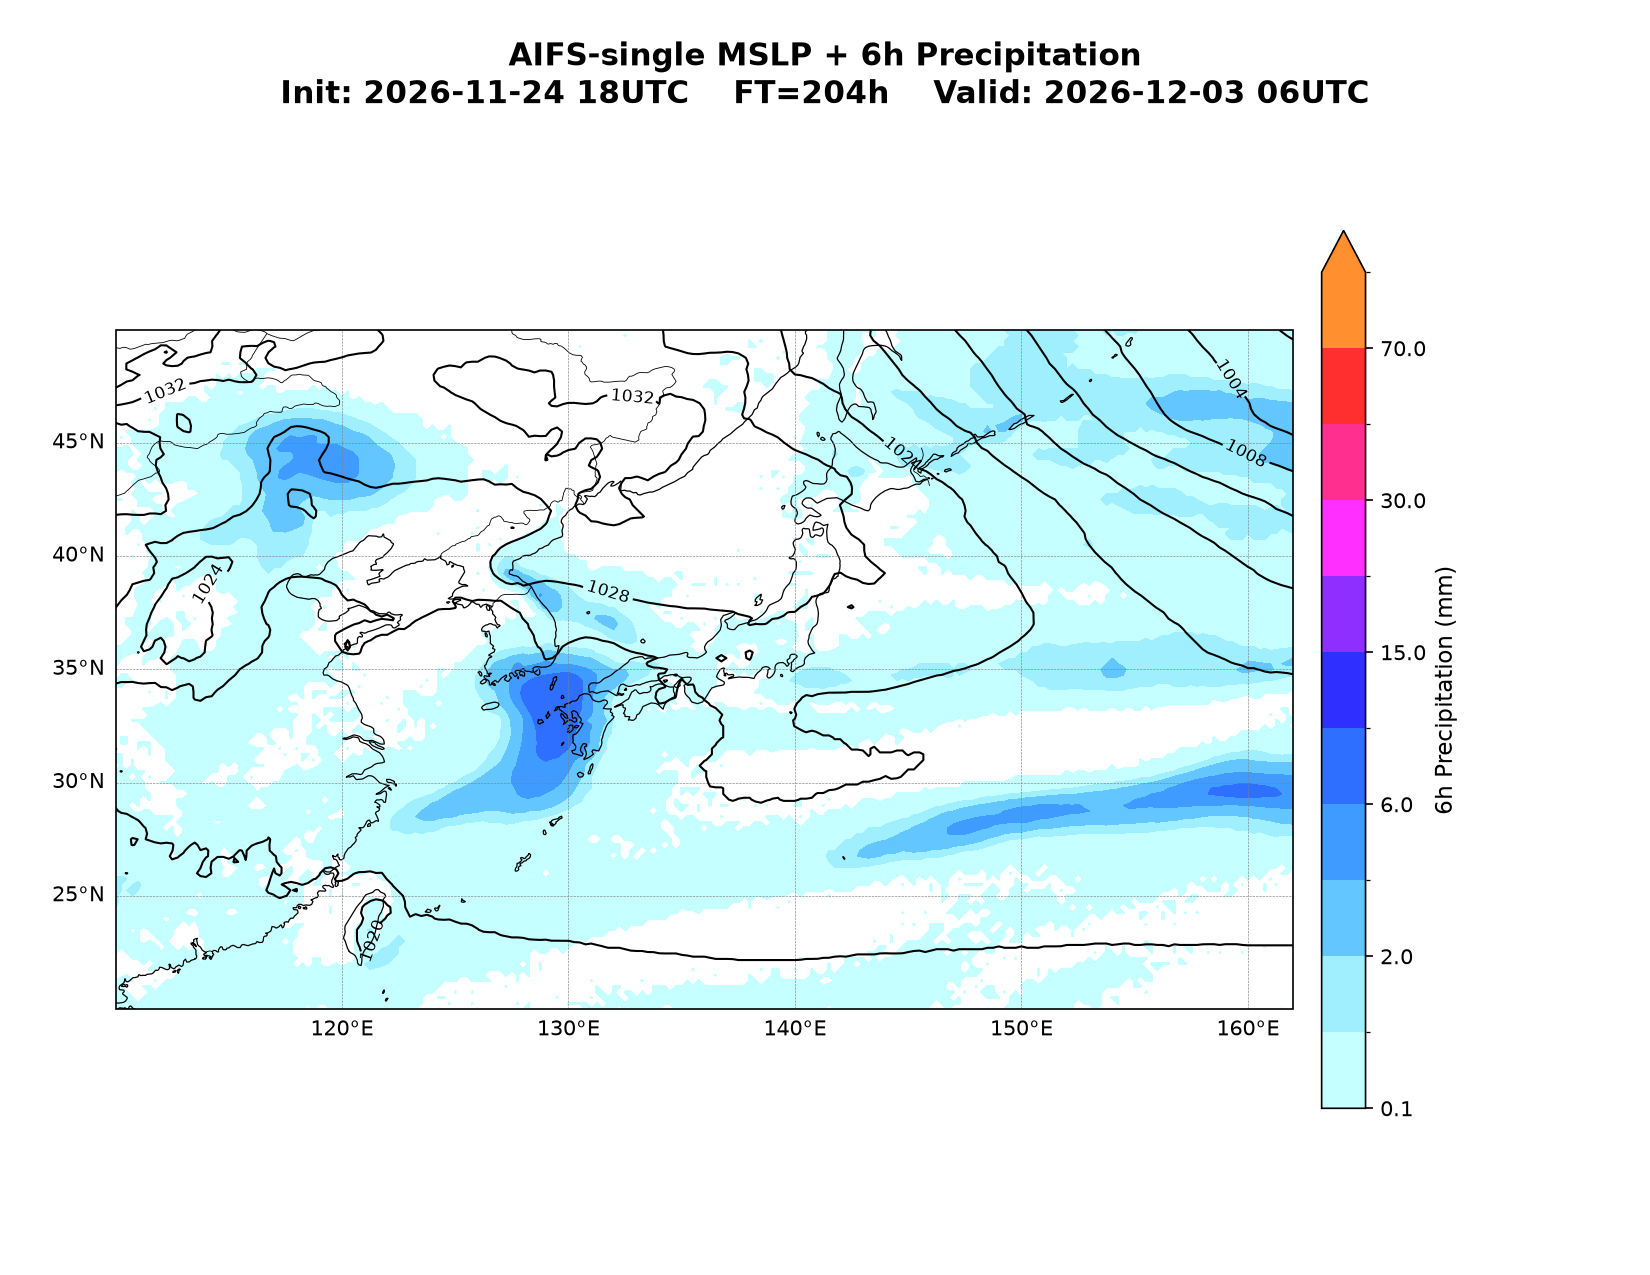 AIFS-single MSLP + 6h Precipitation
Init: 2026-11-24 18UTC    FT=204h    Valid: 2026-12-03 06UTC
1004
1032
1032
45°N
1024
1008
40°N
1024
1028
35°N
30°N
25°N
1020
120°E
130°E
140°E
150°E
160°E
70.0
30.0
15.0
6.0
2.0
0.1
6h Precipitation (mm)